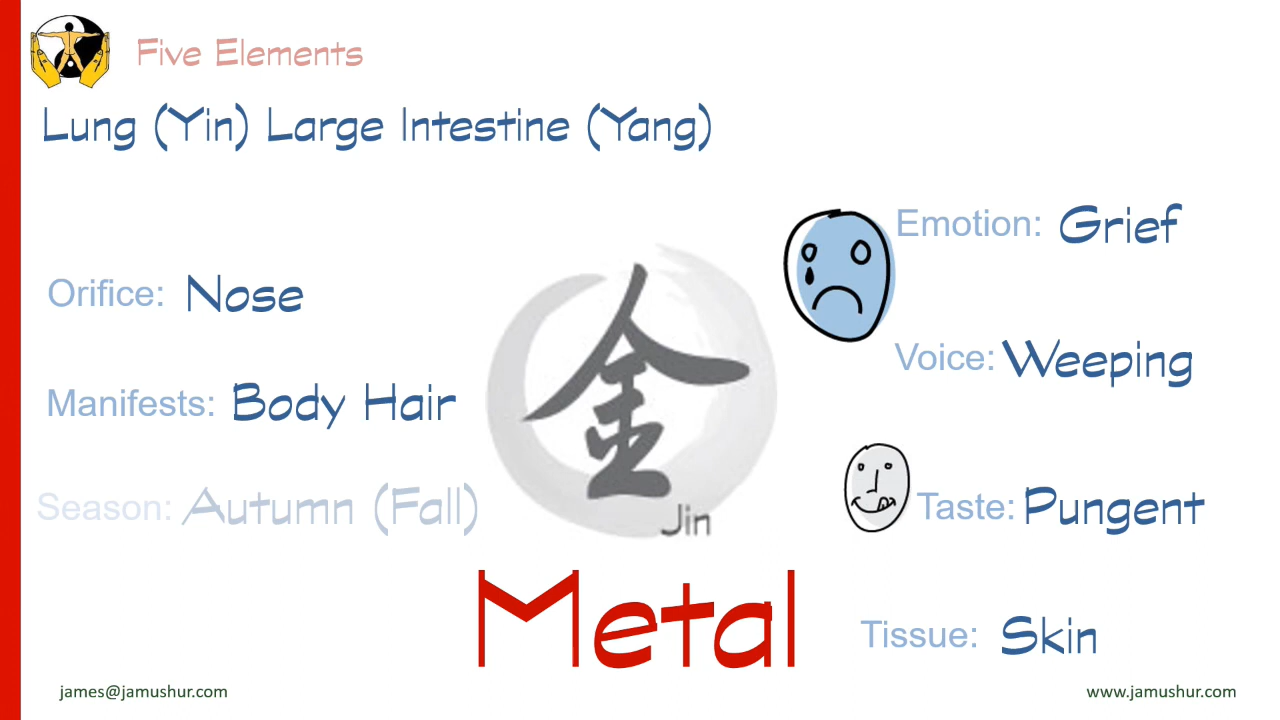 Five Elements
Lung (Yin) Large Intestine (Yang)
Emotion: Grief
Orifice: Nose
Voice: Weeping
Manifests: Body Hair
Season: Autumn (Fall)
金
Jin
Taste: Pungent
Metal
Tissue: Skin
james@jamushur.com
www.jamushur.com